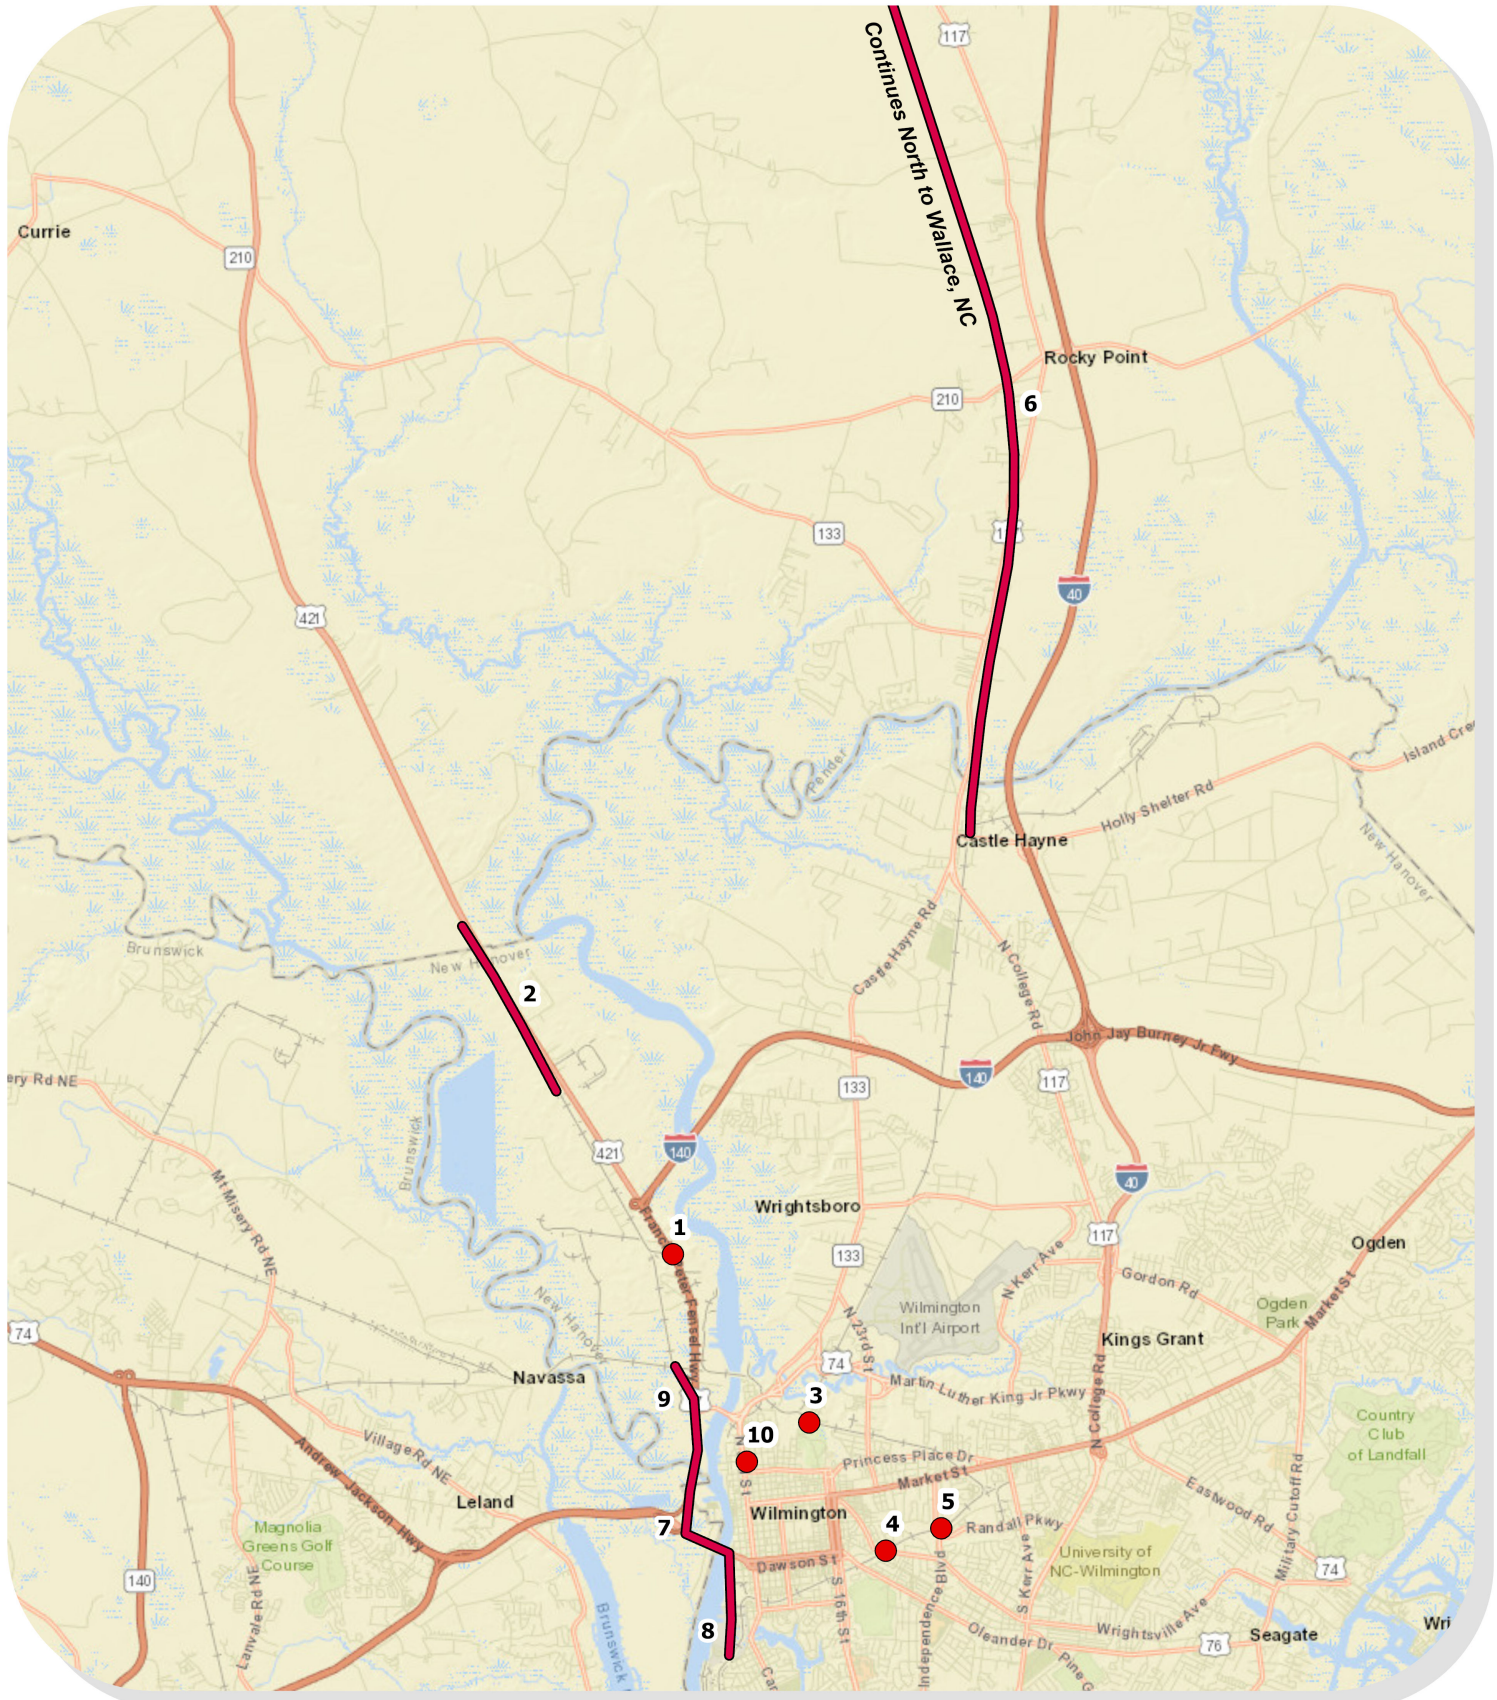 117
Continues North to Wallace, NC
Currie
210
Rocky Point
210
6
133
40
421
Pender
Island Cre
Holly Shelter Rd
Castle Hayne
New Hanover
Castle Hayne Rd
Brunswick
New Hanover
N College Rd
2
John Jay Burney Jr Fwy
ery Rd NE
140
133
117
Brunswick
421
140
Mt Misery Rd NE
40
Wrightsboro
1
117
Ogden
133
N Kerr Ave
Gordon Rd
New Hanover
Wilmington
Int'l Airport
Ogden
Park
Market St
74
N 23rd St
Kings Grant
74
Navassa
Martin Luther King Jr Pkwy
9
3
N College Rd
Country
Club
of Landfall
10
Village Rd NE
Princess Place Dr
Market St
Andrew Jackson Hwy
Leland
Wilmington
5
Eastwood Rd
Military Cutoff Rd
7
4
Randall Pkwy
Magnolia
Greens Golf
Course
University of
NC-Wilmington
Dawson St
74
140
S 16th St
Independence Blvd
S Kerr Ave
Lanvale Rd NE
Brunswick
8
Oleander Dr
Wrightsville Ave
76
Seagate
Wri